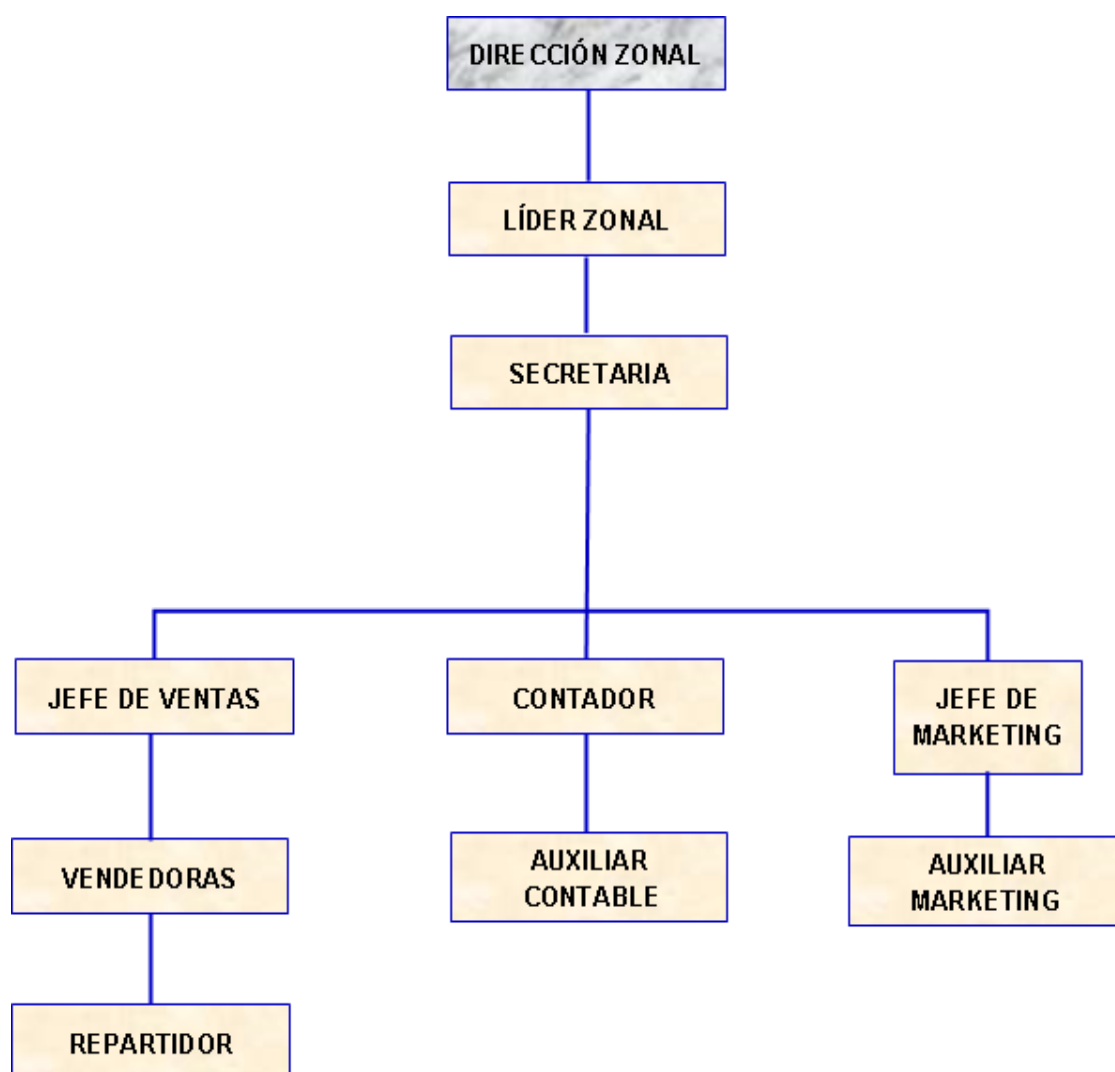 DIRECCIÓN ZONAL
LÍDER ZONAL
SECRETARIA
JEFE DE VENTAS
CONTADOR
JEFE DE
MARKETING
VENDEDORAS
AUXILIAR
CONTABLE
AUXILIAR
MARKETING
REPARTIDOR